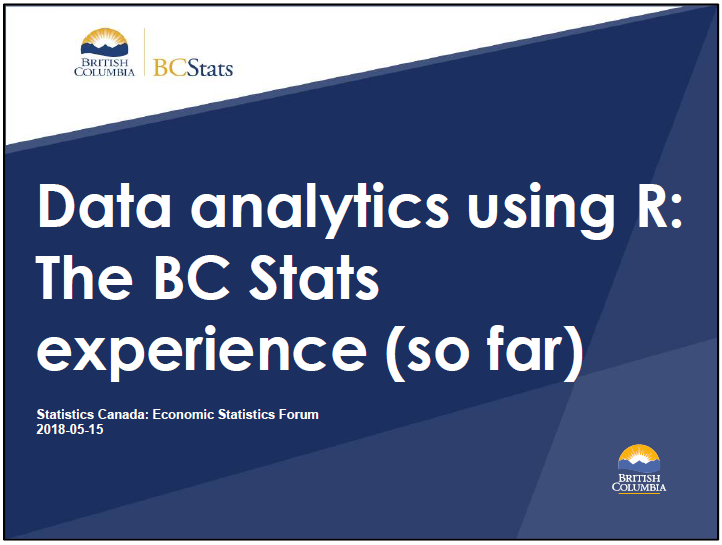 BRITISH
COLUMBIA
BCStats
Data analytics using R:
The BC Stats
experience (so far)
Statistics Canada: Economic Statistics Forum
2018-05-15
BRITISH
COLUMBIA